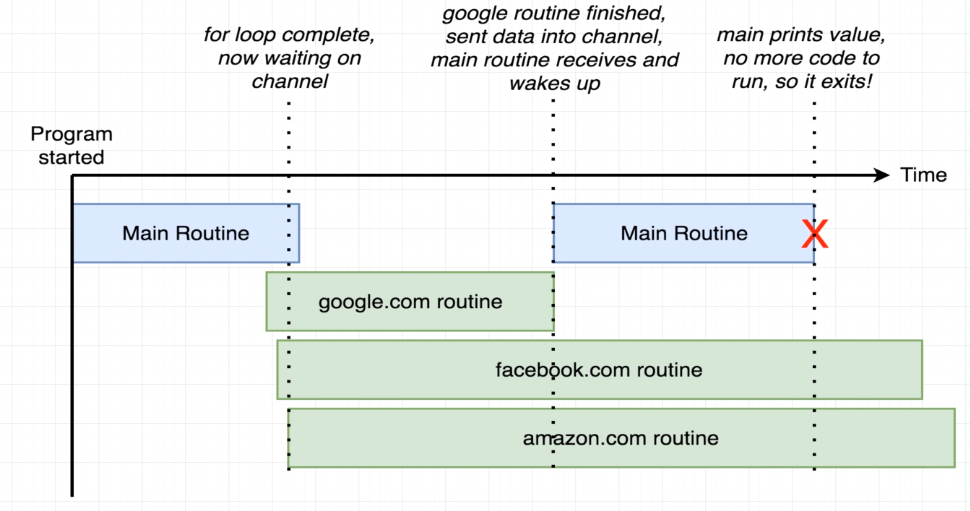 for loop complete,
now waiting on
channel
google routine finished,
sent data into channel,
main routine receives and
wakes up
main prints value,
no more code to
run, so it exits!
Program
started
Time
Main Routine
Main Routine
X
google.com routine
facebook.com routine
amazon.com routine